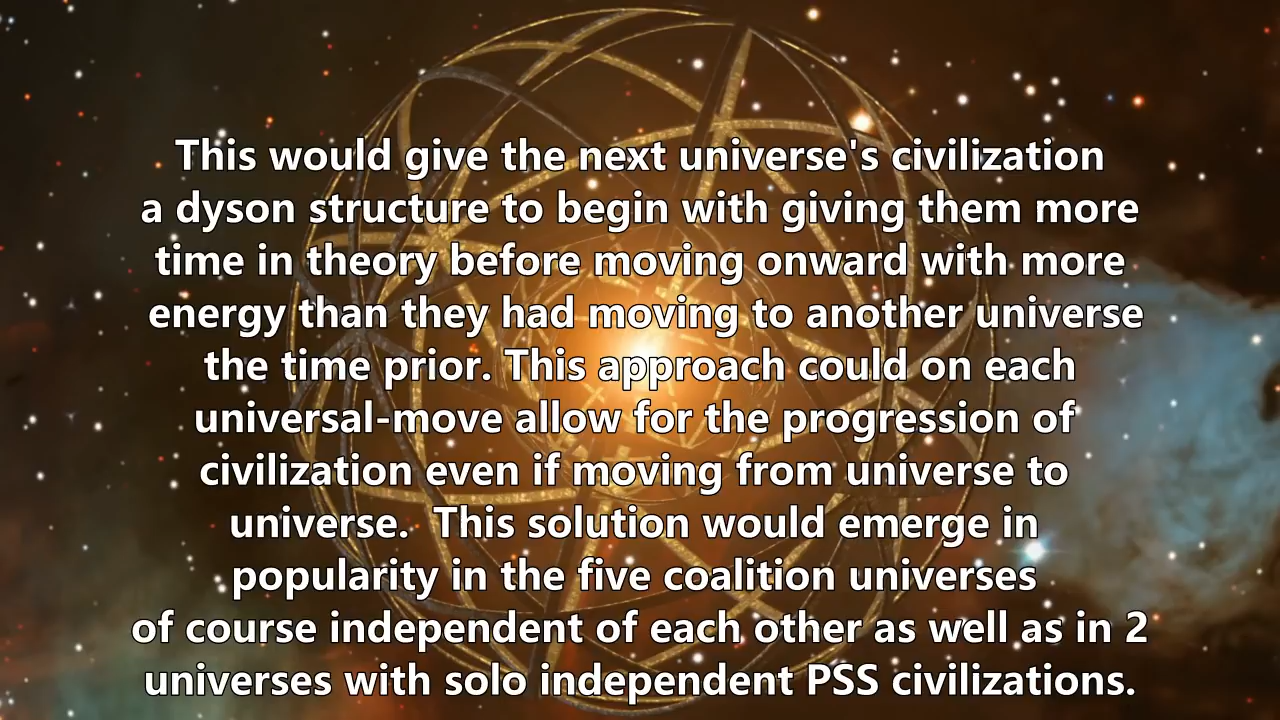 This would give the next universe's civilization
a dyson structure to begin with giving them more
time in theory before moving onward with more
energy than they had moving to another universe
the time prior. This approach could on each
universal-move allow for the progression of
civilization even if moving from universe to
universe.  This solution would emerge in
popularity in the five coalition universes
of course independent of each other as well as in 2
universes with solo independent PSS civilizations.